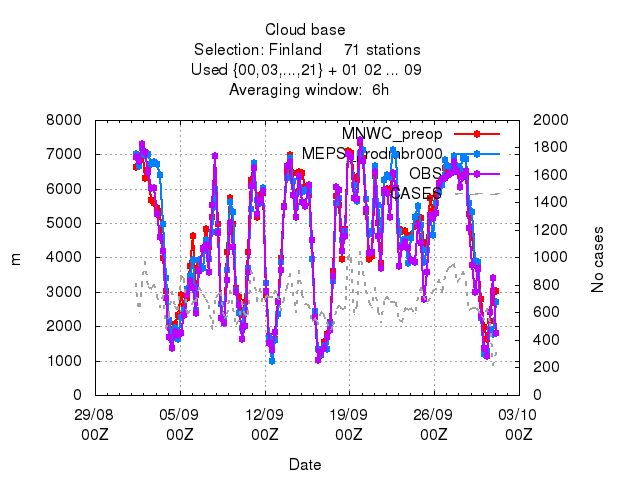 Cloud base
Selection: Finland 71 stations
Used {00,03,...,21} + 01 02 ... 09
Averaging window: 6h
8000 2000
MNWC_preop
1800
7000 MEPS_prodmbr000
1600
OBS
6000 CASES 1400
5000 1200
m 4000 1000 No cases
3000 800
600
2000
400
1000
200
0 0
29/08 05/09 12/09 19/09 26/09 03/10
00Z 00Z 00Z 00Z 00Z 00Z
Date